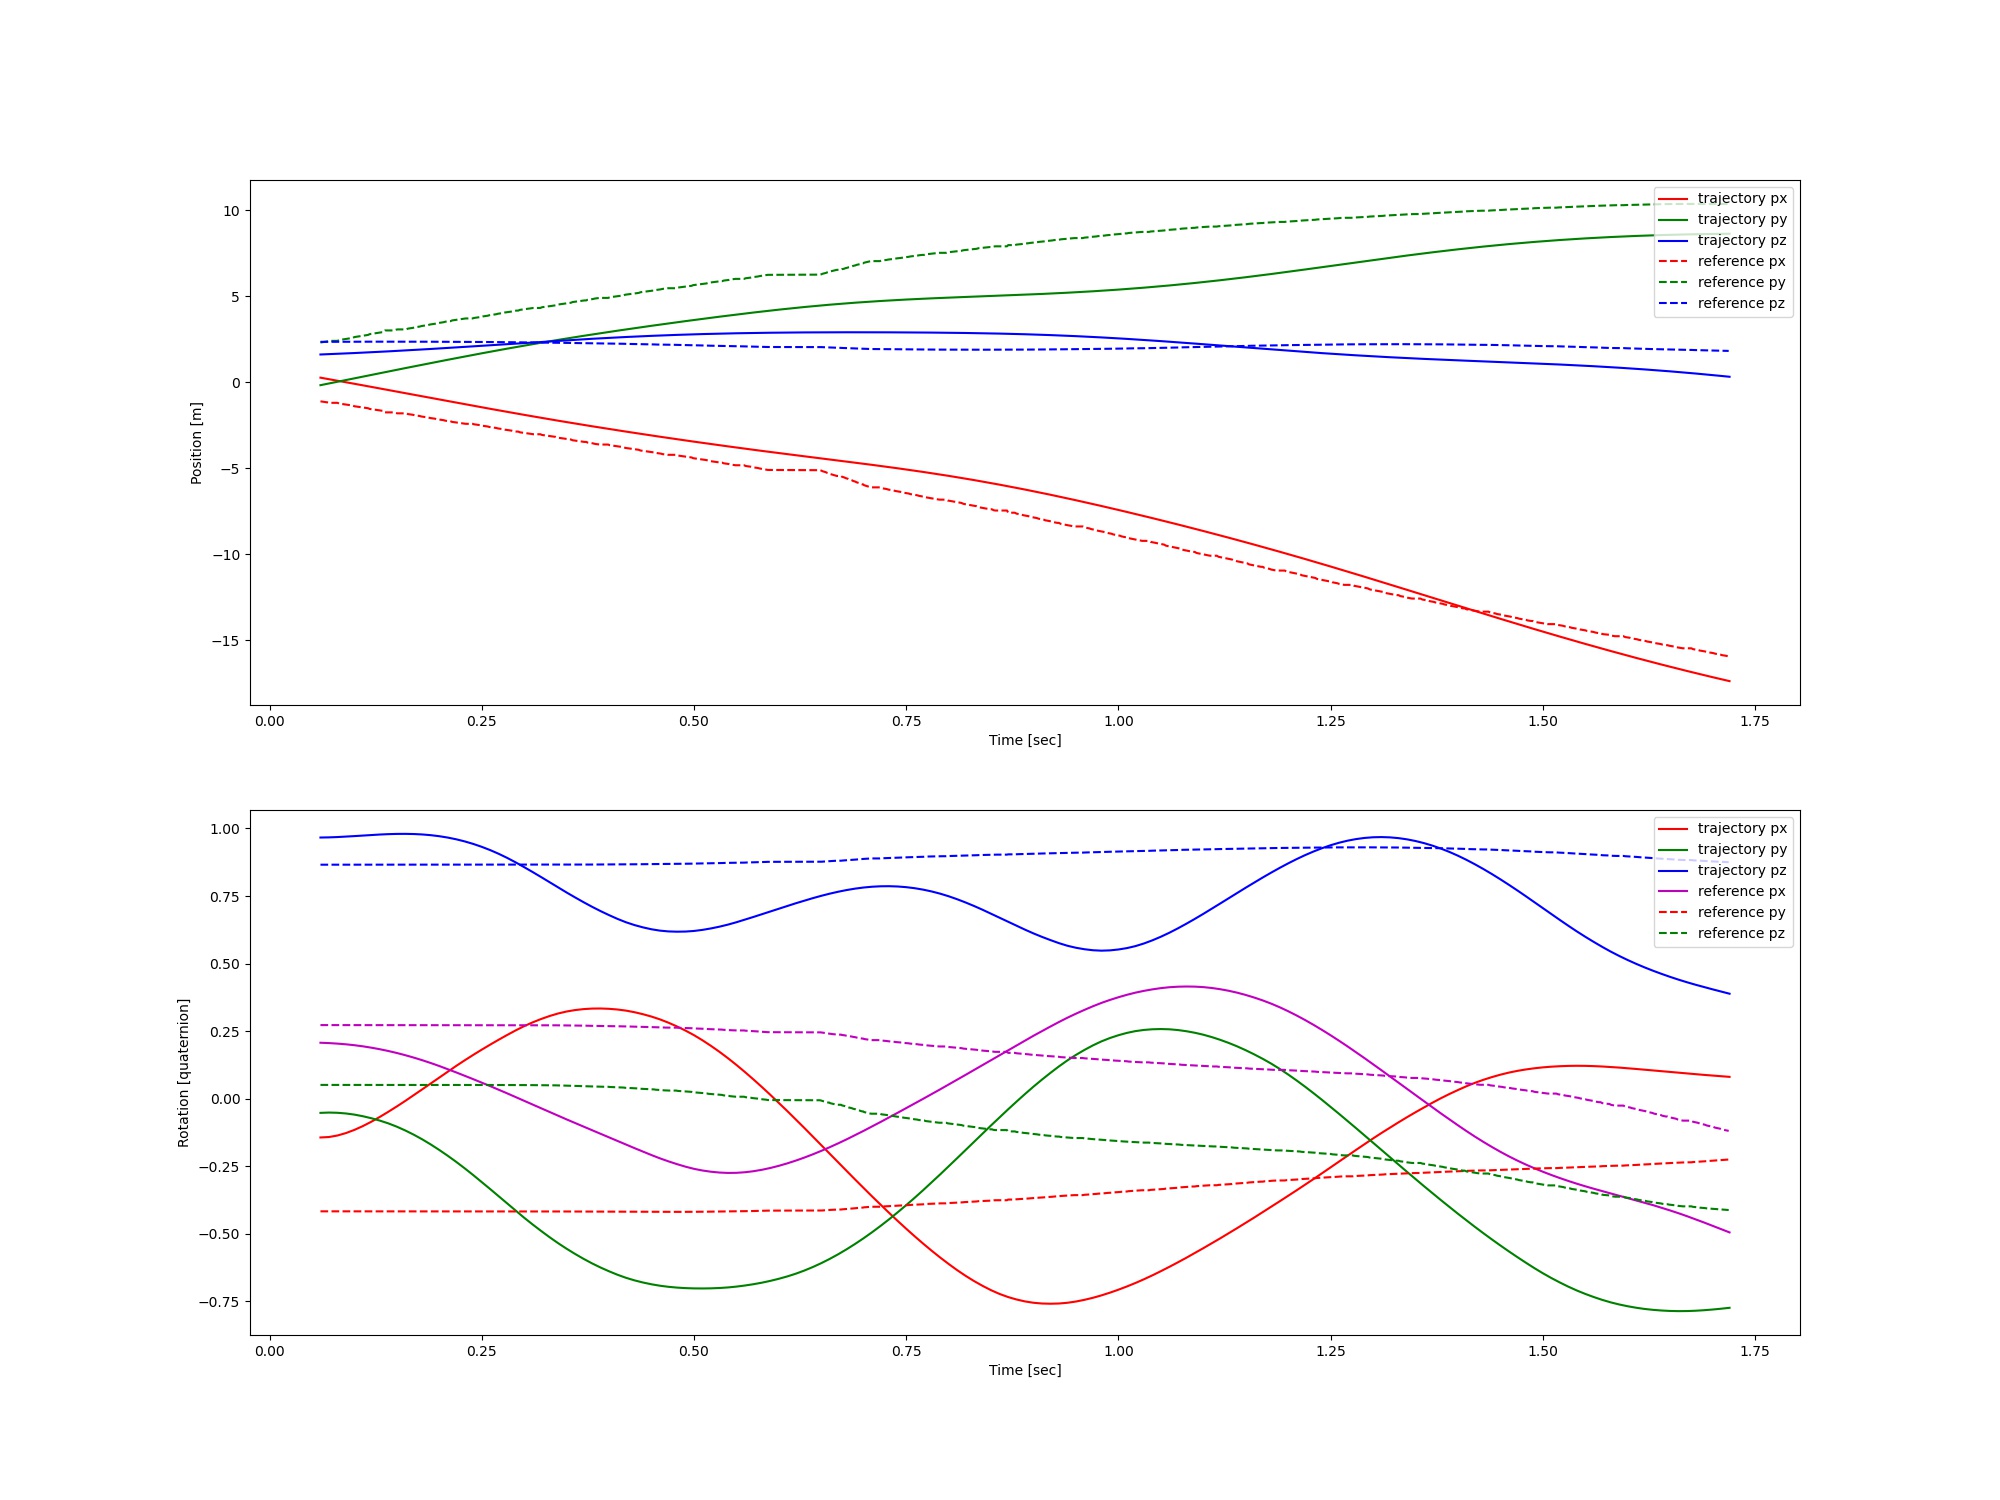 10
5
0
−5
−10
−15
Position [m]
trajectory px
trajectory py
trajectory pz
reference px
reference py
reference pz
0.00 0.25 0.50 0.75 1.00 1.25 1.50 1.75
Time [sec]
1.00
0.75
0.50
0.25
0.00
−0.25
−0.50
−0.75
Rotation [quaternion]
trajectory px
trajectory py
trajectory pz
reference px
reference py
reference pz
0.00 0.25 0.50 0.75 1.00 1.25 1.50 1.75
Time [sec]